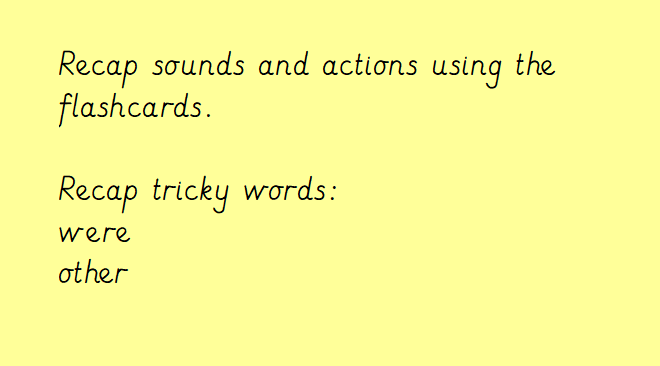 Recap sounds and actions using the
flashcards.
Recap tricky words:
were
other